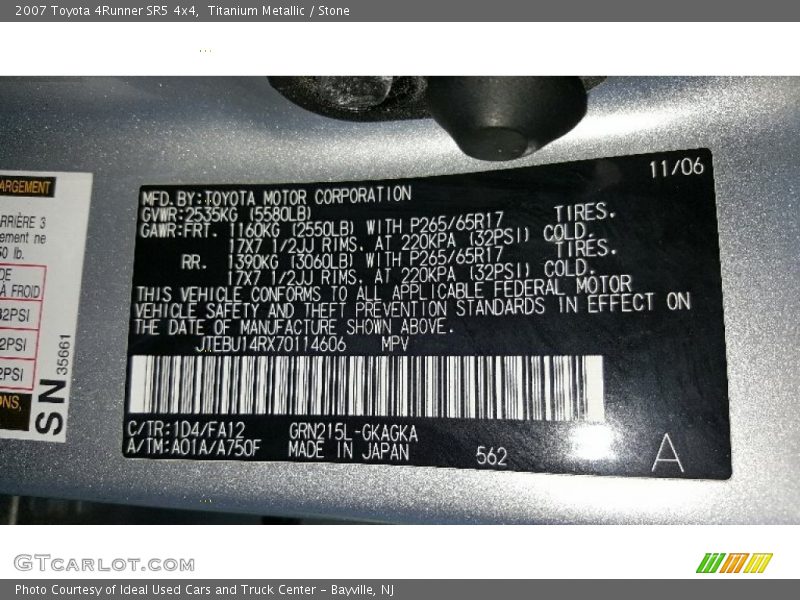 2007 Toyota 4Runner SR5 4x4, Titanium Metallic / Stone
11/06
MFD.BY:TOYOTA MOTOR CORPORATION
GVWR:2535KG (5580LB)
GAWR:FRT. 1160KG (2550LB) WITH P265/65R17 TIRES.
17X7 1/2JJ RIMS. AT 220KPA (32PSI) COLD.
RR. 1390KG (3060LB) WITH P265/65R17 TIRES.
17X7 1/2JJ RIMS. AT 220KPA (32PSI) COLD.
THIS VEHICLE CONFORMS TO ALL APPLICABLE FEDERAL MOTOR
VEHICLE SAFETY AND THEFT PREVENTION STANDARDS IN EFFECT ON
THE DATE OF MANUFACTURE SHOWN ABOVE.
JTEBU14RX70114606 MPV
C/TR:1D4/FA12 GRN215L-GKAGKA
A/TM:A01A/A750F MADE IN JAPAN 562 A
ARGEMENT
ARRIÈRE 3
ement ne
0 lb.
DE
À FROID
32PSI
2PSI
2PSI
ONS,
SN 35661
GTCARLOT.COM
Photo Courtesy of Ideal Used Cars and Truck Center - Bayville, NJ